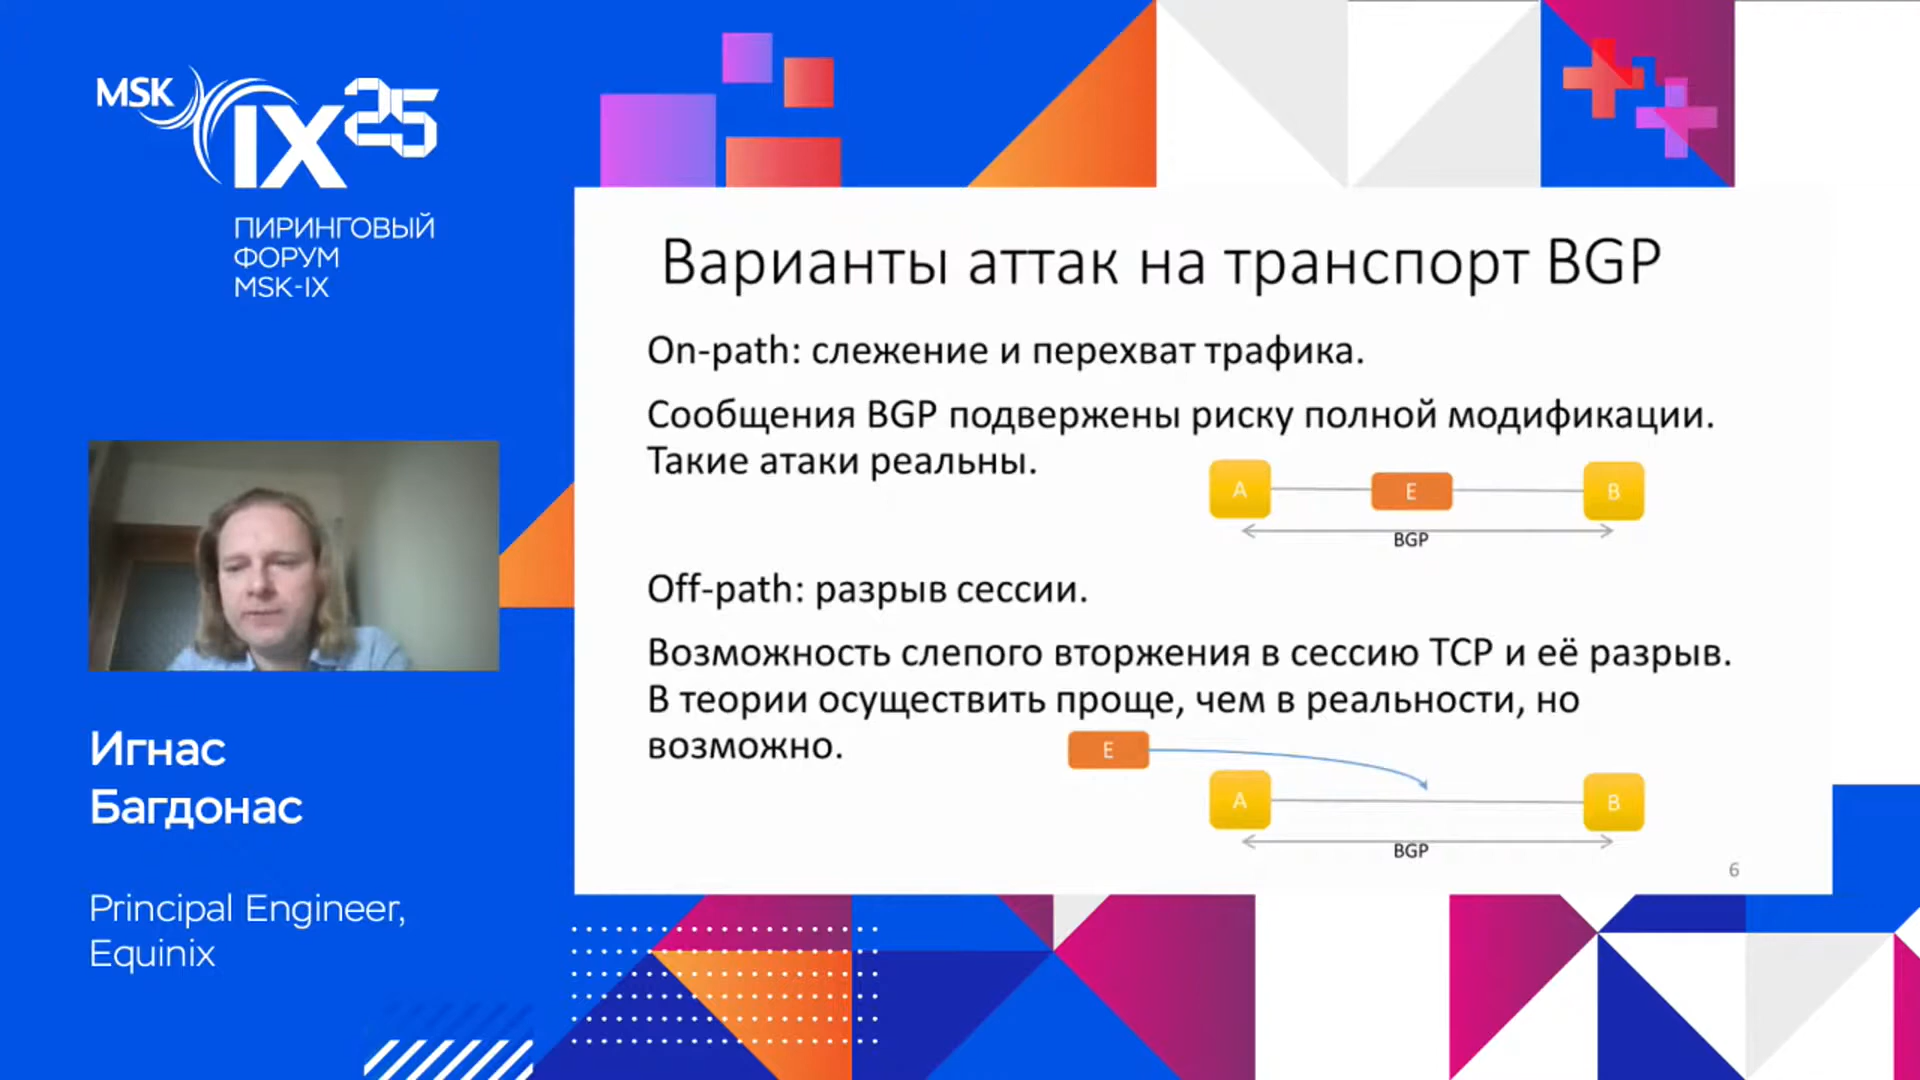 MSK
IX 25
ПИРИНГОВЫЙ
ФОРУМ
MSK-IX
Игнас
Багдонас
Principal Engineer,
Equinix
Варианты аттак на транспорт BGP
On-path: слежение и перехват трафика.
Сообщения BGP подвержены риску полной модификации.
Такие атаки реальны.
A E B
BGP
Off-path: разрыв сессии.
Возможность слепого вторжения в сессию TCP и её разрыв.
В теории осуществить проще, чем в реальности, но
возможно.
E
A B
BGP
6